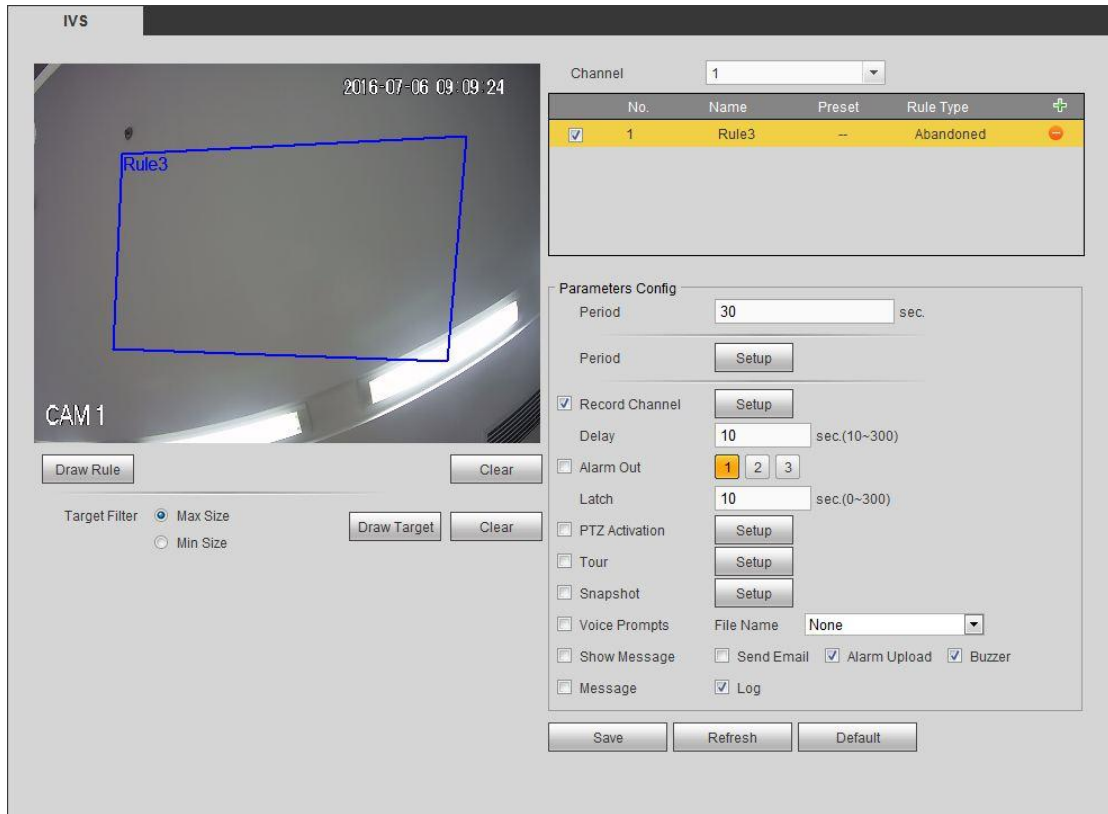 IVS
2016-07-06 09:09:24
Rule3
CAM 1
Draw Rule Clear
Target Filter Max Size
Min Size
Draw Target Clear
Channel 1
No. Name Preset Rule Type
1 Rule3 -- Abandoned
Parameters Config
Period 30 sec.
Period Setup
Record Channel Setup
Delay 10 sec.(10~300)
Alarm Out 1 2 3
Latch 10 sec.(0~300)
PTZ Activation Setup
Tour Setup
Snapshot Setup
Voice Prompts File Name None
Show Message Send Email Alarm Upload Buzzer
Message Log
Save Refresh Default